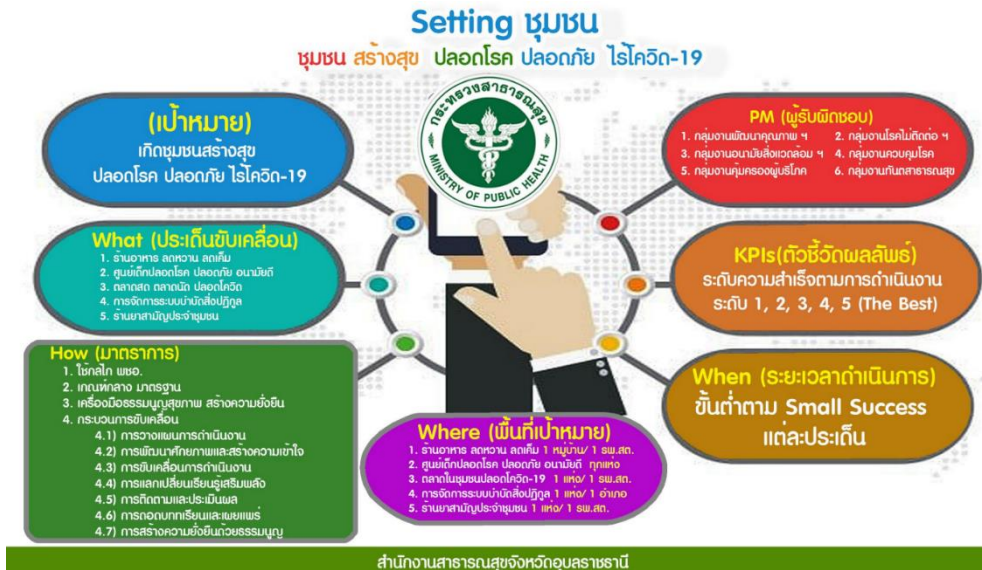 Setting ชุมชน
ชุมชน สร้างสุข ปลอดโรค ปลอดภัย ไร้โควิด-19
กระทรวงสาธารณสุข
MINISTRY OF PUBLIC HEALTH
(เป้าหมาย)
เกิดชุมชนสร้างสุข
ปลอดโรค ปลอดภัย ไร้โควิด-19
What (ประเด็นขับเคลื่อน)
1. ร้านอาหาร ลดหวาน ลดเค็ม
2. ศูนย์เด็กปลอดโรค ปลอดภัย อนามัยดี
3. ตลาดสด ตลาดนัด ปลอดโควิด
4. การจัดการระบบบำบัดสิ่งปฏิกูล
5. ร้านยาสามัญประจำชุมชน
How (มาตราการ)
1. ใช้กลไก พชอ.
2. เกณฑ์กลาง มาตรฐาน
3. เครื่องมือธรรมนูญสุขภาพ สร้างความยั่งยืน
4. กระบวนการขับเคลื่อน
4.1) การวางแผนการดำเนินงาน
4.2) การพัฒนาศักยภาพและสร้างความเข้าใจ
4.3) การขับเคลื่อนการดำเนินงาน
4.4) การแลกเปลี่ยนเรียนรู้เสริมพลัง
4.5) การติดตามและประเมินผล
4.6) การถอดบทเรียนและเผยแพร่
4.7) การสร้างความยั่งยืนด้วยธรรมนูญ
Where (พื้นที่เป้าหมาย)
1. ร้านอาหาร ลดหวาน ลดเค็ม 1 หมู่บ้าน/ 1 รพ.สต.
2. ศูนย์เด็กปลอดโรค ปลอดภัย อนามัยดี ทุกแห่ง
3. ตลาดในชุมชนปลอดโควิด-19 1 แห่ง/ 1 รพ.สต.
4. การจัดการระบบบำบัดสิ่งปฏิกูล 1 แห่ง/ 1 อำเภอ
5. ร้านยาสามัญประจำชุมชน 1 แห่ง/ 1 รพ.สต.
PM (ผู้รับผิดชอบ)
1. กลุ่มงานพัฒนาคุณภาพ ฯ 2. กลุ่มงานโรคไม่ติดต่อ ฯ
3. กลุ่มงานอนามัยสิ่งแวดล้อม ฯ 4. กลุ่มงานควบคุมโรค
5. กลุ่มงานคุ้มครองผู้บริโภค 6. กลุ่มงานทันตสาธารณสุข
KPIs(ตัวชี้วัดผลลัพธ์)
ระดับความสำเร็จตามการดำเนินงาน
ระดับ 1, 2, 3, 4, 5 (The Best)
When (ระยะเวลาดำเนินการ)
ขั้นต่ำตาม Small Success
แต่ละประเด็น
สำนักงานสาธารณสุขจังหวัดอุบลราชธานี